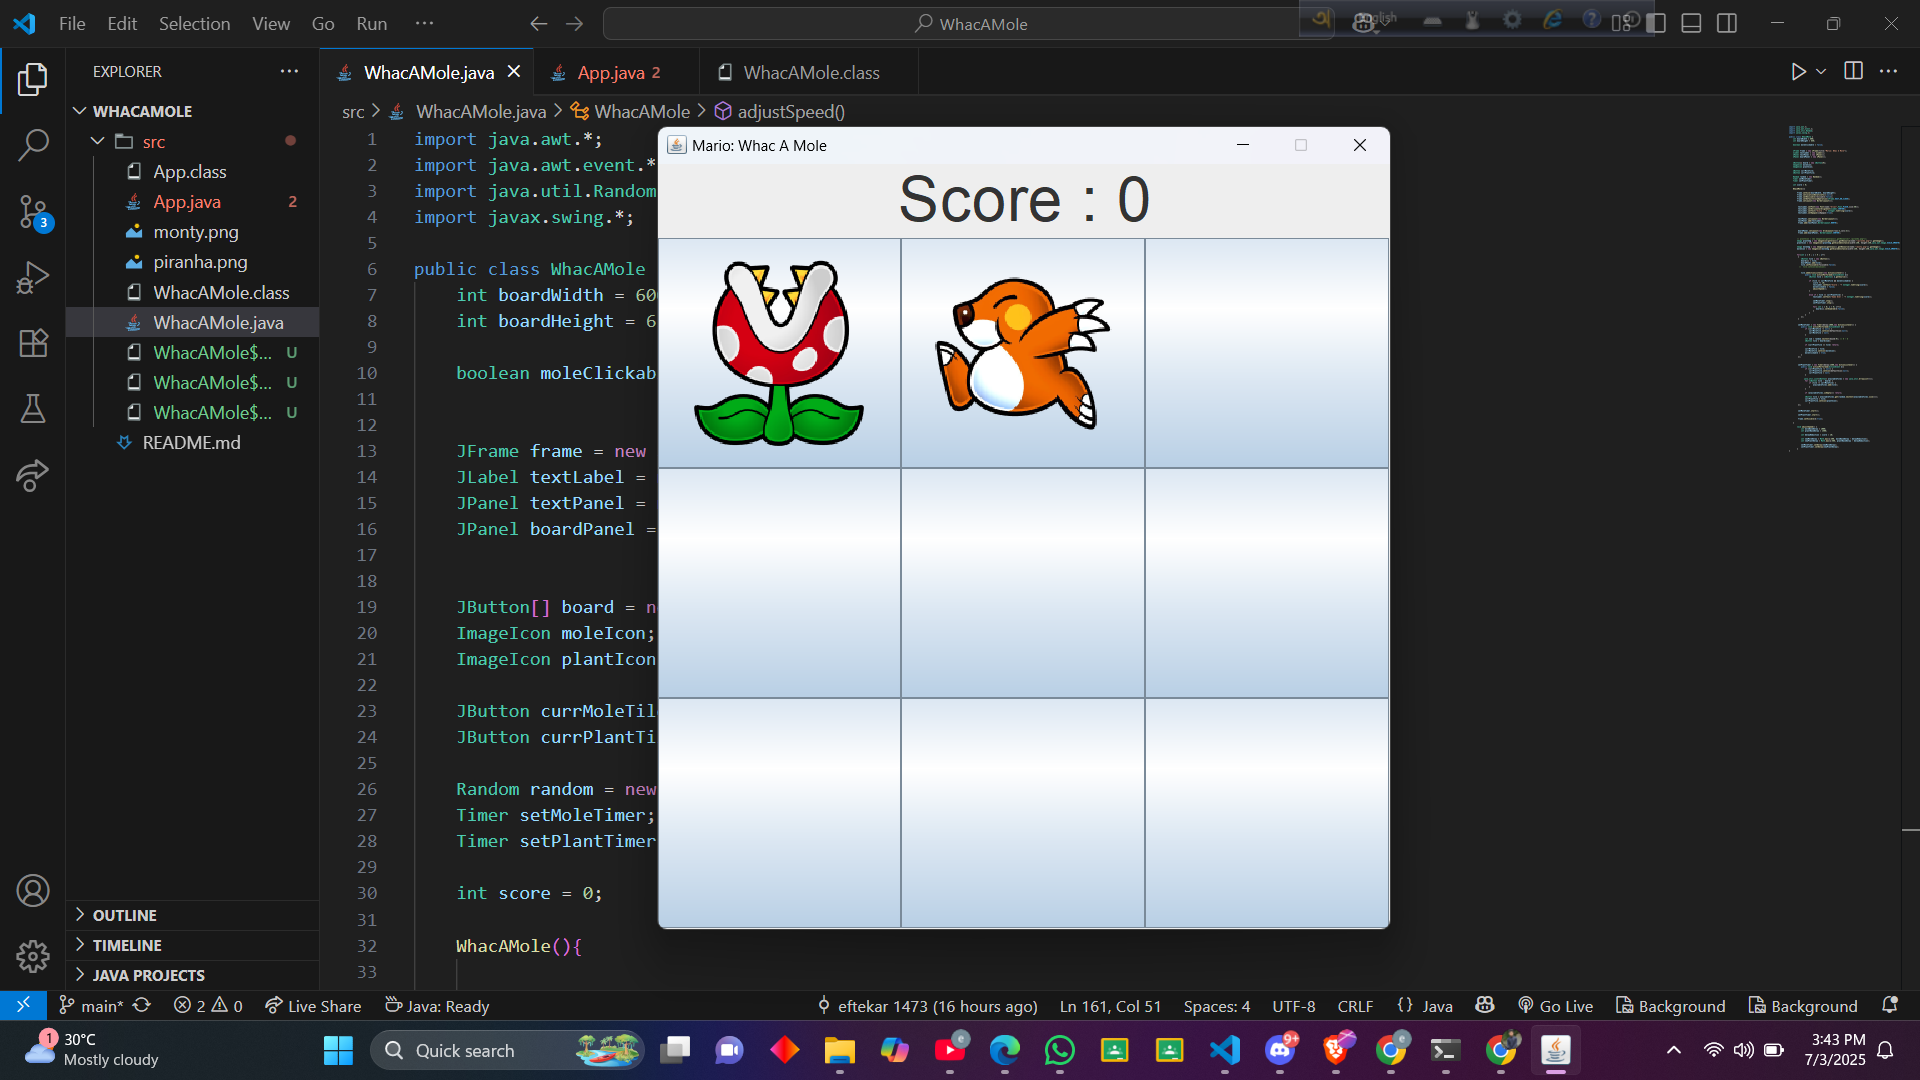 File Edit Selection View Go Run ···
WhacAMole
English
EXPLORER
WHACAMOLE
src
App.class
App.java 2
monty.png
piranha.png
WhacAMole.class
WhacAMole.java
WhacAMole$... U
WhacAMole$... U
WhacAMole$... U
README.md
OUTLINE
TIMELINE
JAVA PROJECTS
3
WhacAMole.java App.java 2 WhacAMole.class
src > WhacAMole.java > WhacAMole > adjustSpeed()
1 import java.awt.*;
2 import java.awt.event.*
3 import java.util.Random
4 import javax.swing.*;
5
6 public class WhacAMole
7 int boardWidth = 60
8 int boardHeight = 6
9
10 boolean moleClickab
11
12
13 JFrame frame = new
14 JLabel textLabel =
15 JPanel textPanel =
16 JPanel boardPanel =
17
18
19 JButton[] board = n
20 ImageIcon moleIcon;
21 ImageIcon plantIcon
22
23 JButton currMoleTil
24 JButton currPlantTi
25
26 Random random = new
27 Timer setMoleTimer;
28 Timer setPlantTimer
29
30 int score = 0;
31
32 WhacAMole(){
33
Mario: Whac A Mole
Score : 0
main* 2 0 Live Share Java: Ready
eftekar 1473 (16 hours ago) Ln 161, Col 51 Spaces: 4 UTF-8 CRLF {} Java Go Live Background Background
1
30°C
Mostly cloudy
Quick search
9+
3:43 PM
7/3/2025